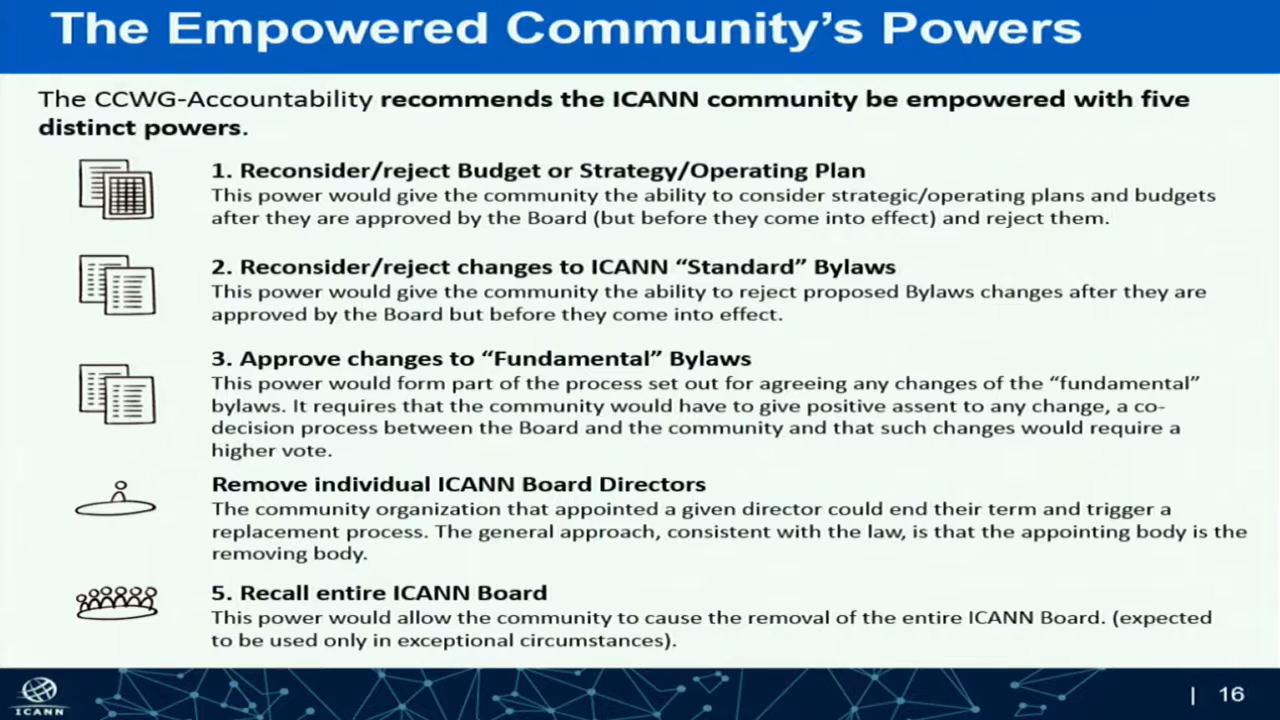 The Empowered Community's Powers
The CCWG-Accountability recommends the ICANN community be empowered with five
distinct powers.
1. Reconsider/reject Budget or Strategy/Operating Plan
This power would give the community the ability to consider strategic/operating plans and budgets
after they are approved by the Board (but before they come into effect) and reject them.
2. Reconsider/reject changes to ICANN “Standard” Bylaws
This power would give the community the ability to reject proposed Bylaws changes after they are
approved by the Board but before they come into effect.
3. Approve changes to “Fundamental” Bylaws
This power would form part of the process set out for agreeing any changes of the “fundamental”
bylaws. It requires that the community would have to give positive assent to any change, a co-
decision process between the Board and the community and that such changes would require a
higher vote.
Remove individual ICANN Board Directors
The community organization that appointed a given director could end their term and trigger a
replacement process. The general approach, consistent with the law, is that the appointing body is the
removing body.
5. Recall entire ICANN Board
This power would allow the community to cause the removal of the entire ICANN Board. (expected
to be used only in exceptional circumstances).
ICANN
| 16